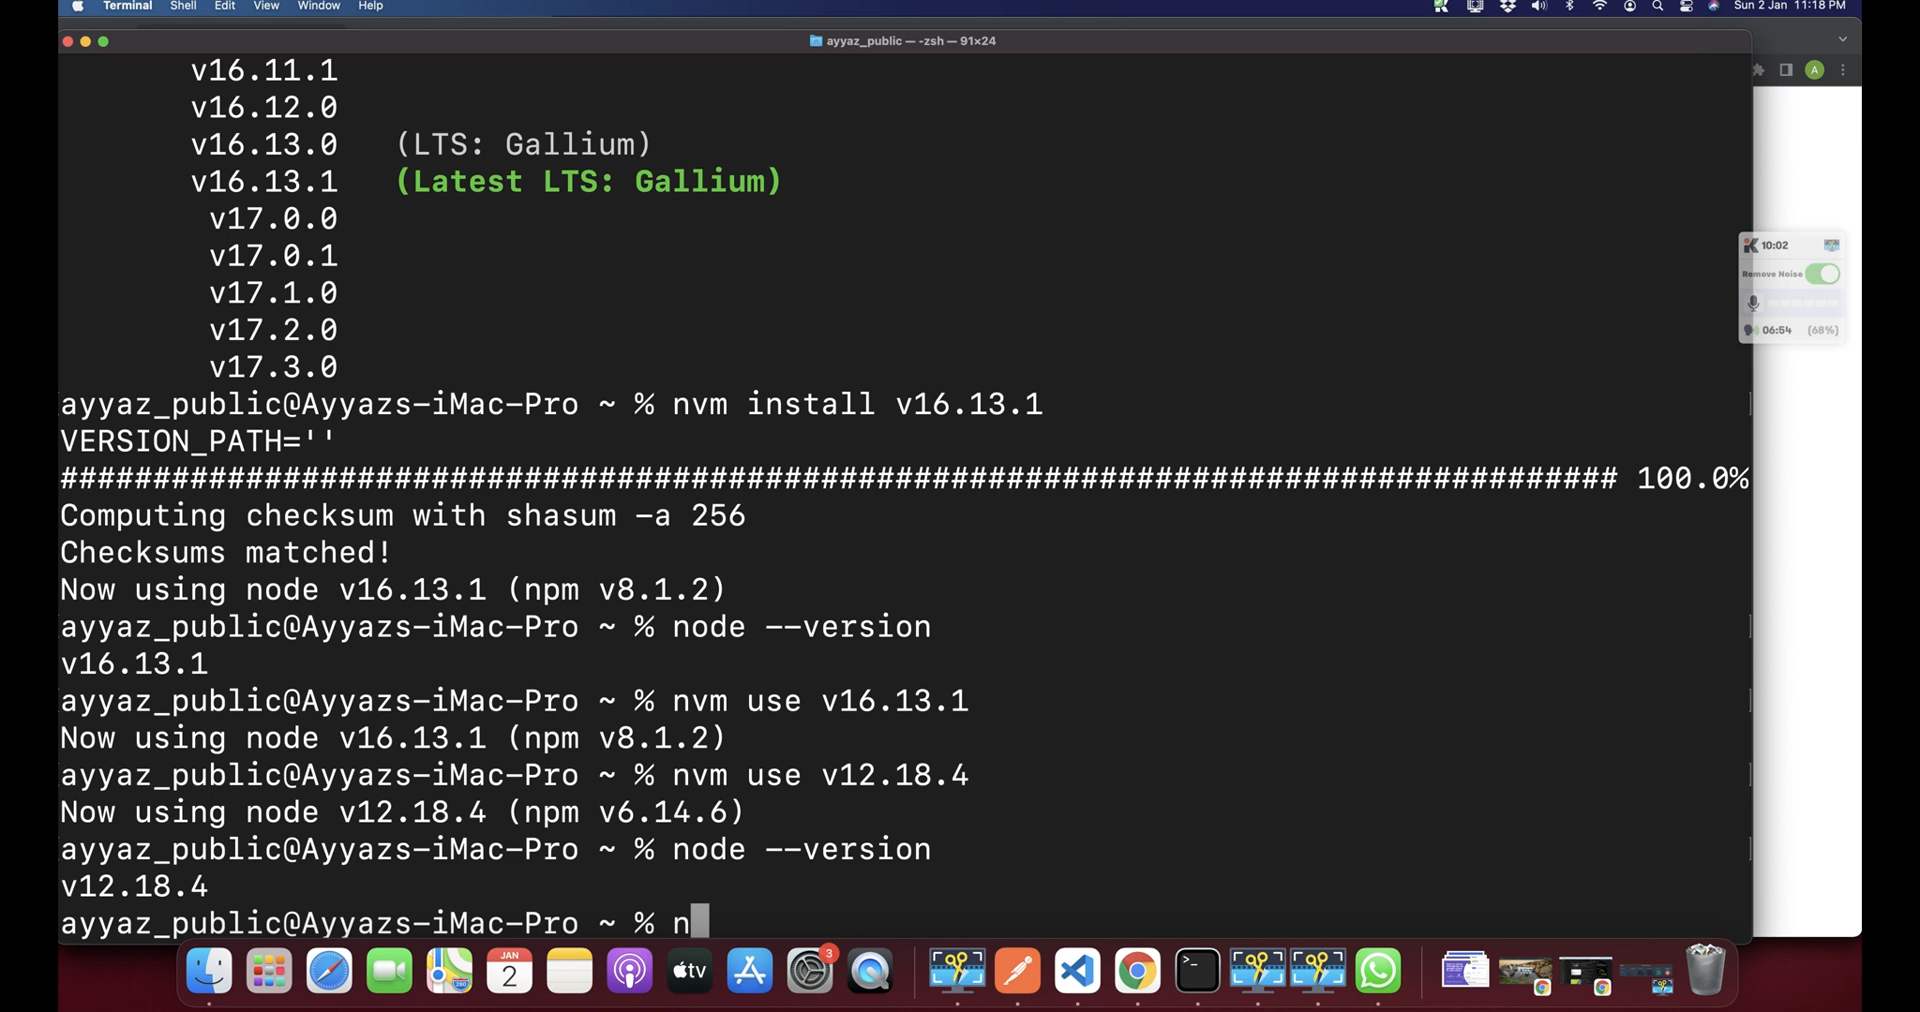 Terminal Shell Edit View Window Help Sun 2 Jan 11:18 PM
ayyaz_public — -zsh — 91×24
v16.11.1
v16.12.0
v16.13.0 (LTS: Gallium)
v16.13.1 (Latest LTS: Gallium)
v17.0.0
v17.0.1
v17.1.0
v17.2.0
v17.3.0
ayyaz_public@Ayyazs-iMac-Pro ~ % nvm install v16.13.1
VERSION_PATH=''
#################################################################################### 100.0%
Computing checksum with shasum -a 256
Checksums matched!
Now using node v16.13.1 (npm v8.1.2)
ayyaz_public@Ayyazs-iMac-Pro ~ % node --version
v16.13.1
ayyaz_public@Ayyazs-iMac-Pro ~ % nvm use v16.13.1
Now using node v16.13.1 (npm v8.1.2)
ayyaz_public@Ayyazs-iMac-Pro ~ % nvm use v12.18.4
Now using node v12.18.4 (npm v6.14.6)
ayyaz_public@Ayyazs-iMac-Pro ~ % node --version
v12.18.4
ayyaz_public@Ayyazs-iMac-Pro ~ % n
A
10:02
Remove Noise
06:54 (68%)
JAN
2
tv
3